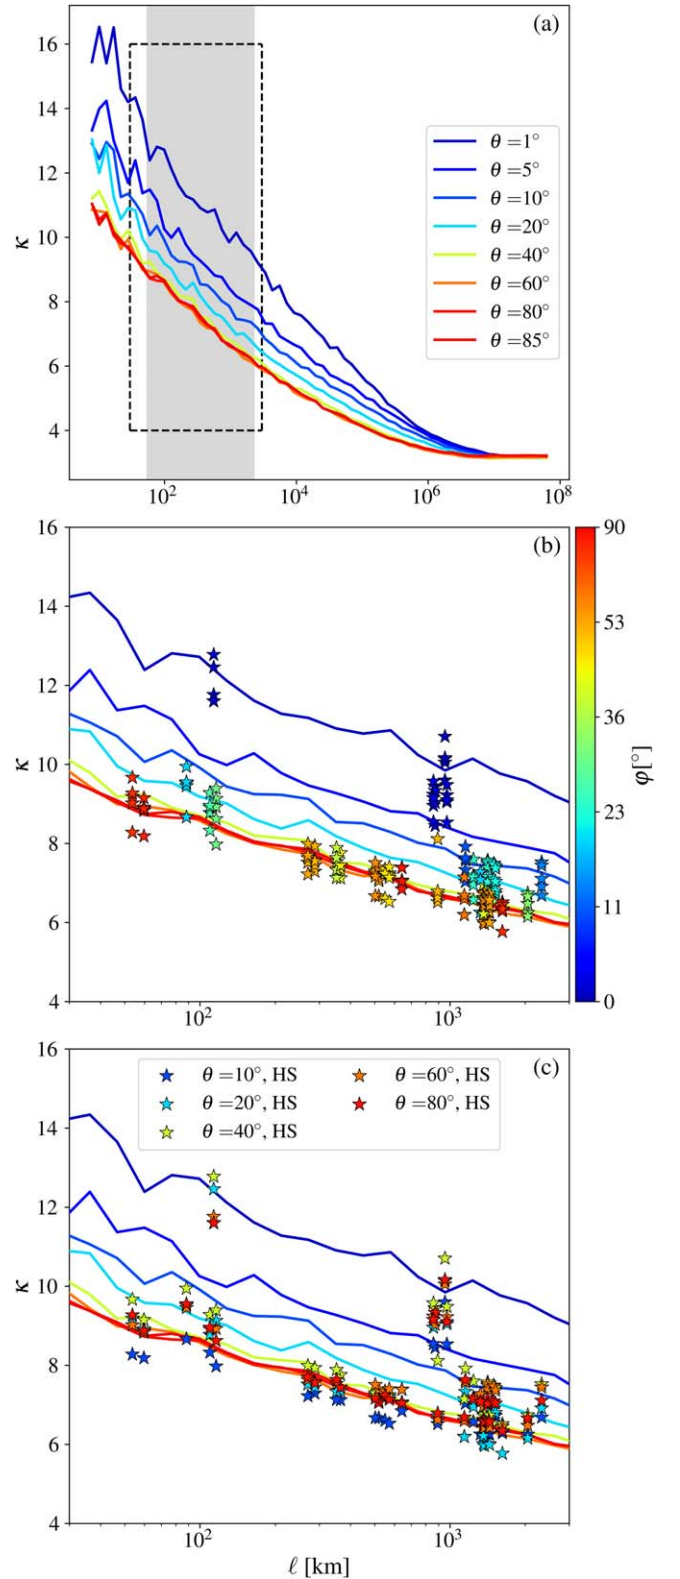 (a)
16
14
12
10
8
6
4
κ
θ =1°
θ =5°
θ =10°
θ =20°
θ =40°
θ =60°
θ =80°
θ =85°
10²
10⁴
10⁶
10⁸
(b)
16
14
12
10
8
6
4
κ
10²
10³
90
53
36
23
11
0
φ[°]
(c)
16
14
12
10
8
6
4
κ
θ =10°, HS
θ =20°, HS
θ =40°, HS
θ =60°, HS
θ =80°, HS
10²
10³
ℓ [km]